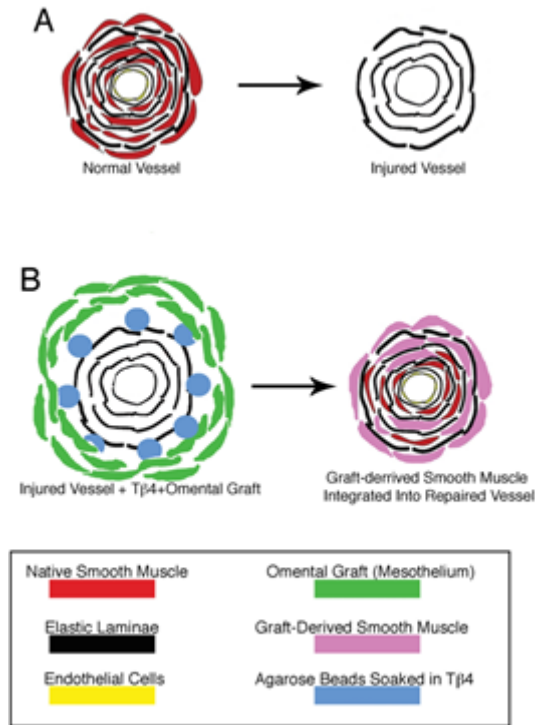 A
Normal Vessel
Injured Vessel
B
Injured Vessel + Tβ4+Omental Graft
Graft-derrived Smooth Muscle
Integrated Into Repaired Vessel
Native Smooth Muscle
Omental Graft (Mesothelium)
Elastic Laminae
Graft-Derived Smooth Muscle
Endothelial Cells
Agarose Beads Soaked in Tβ4